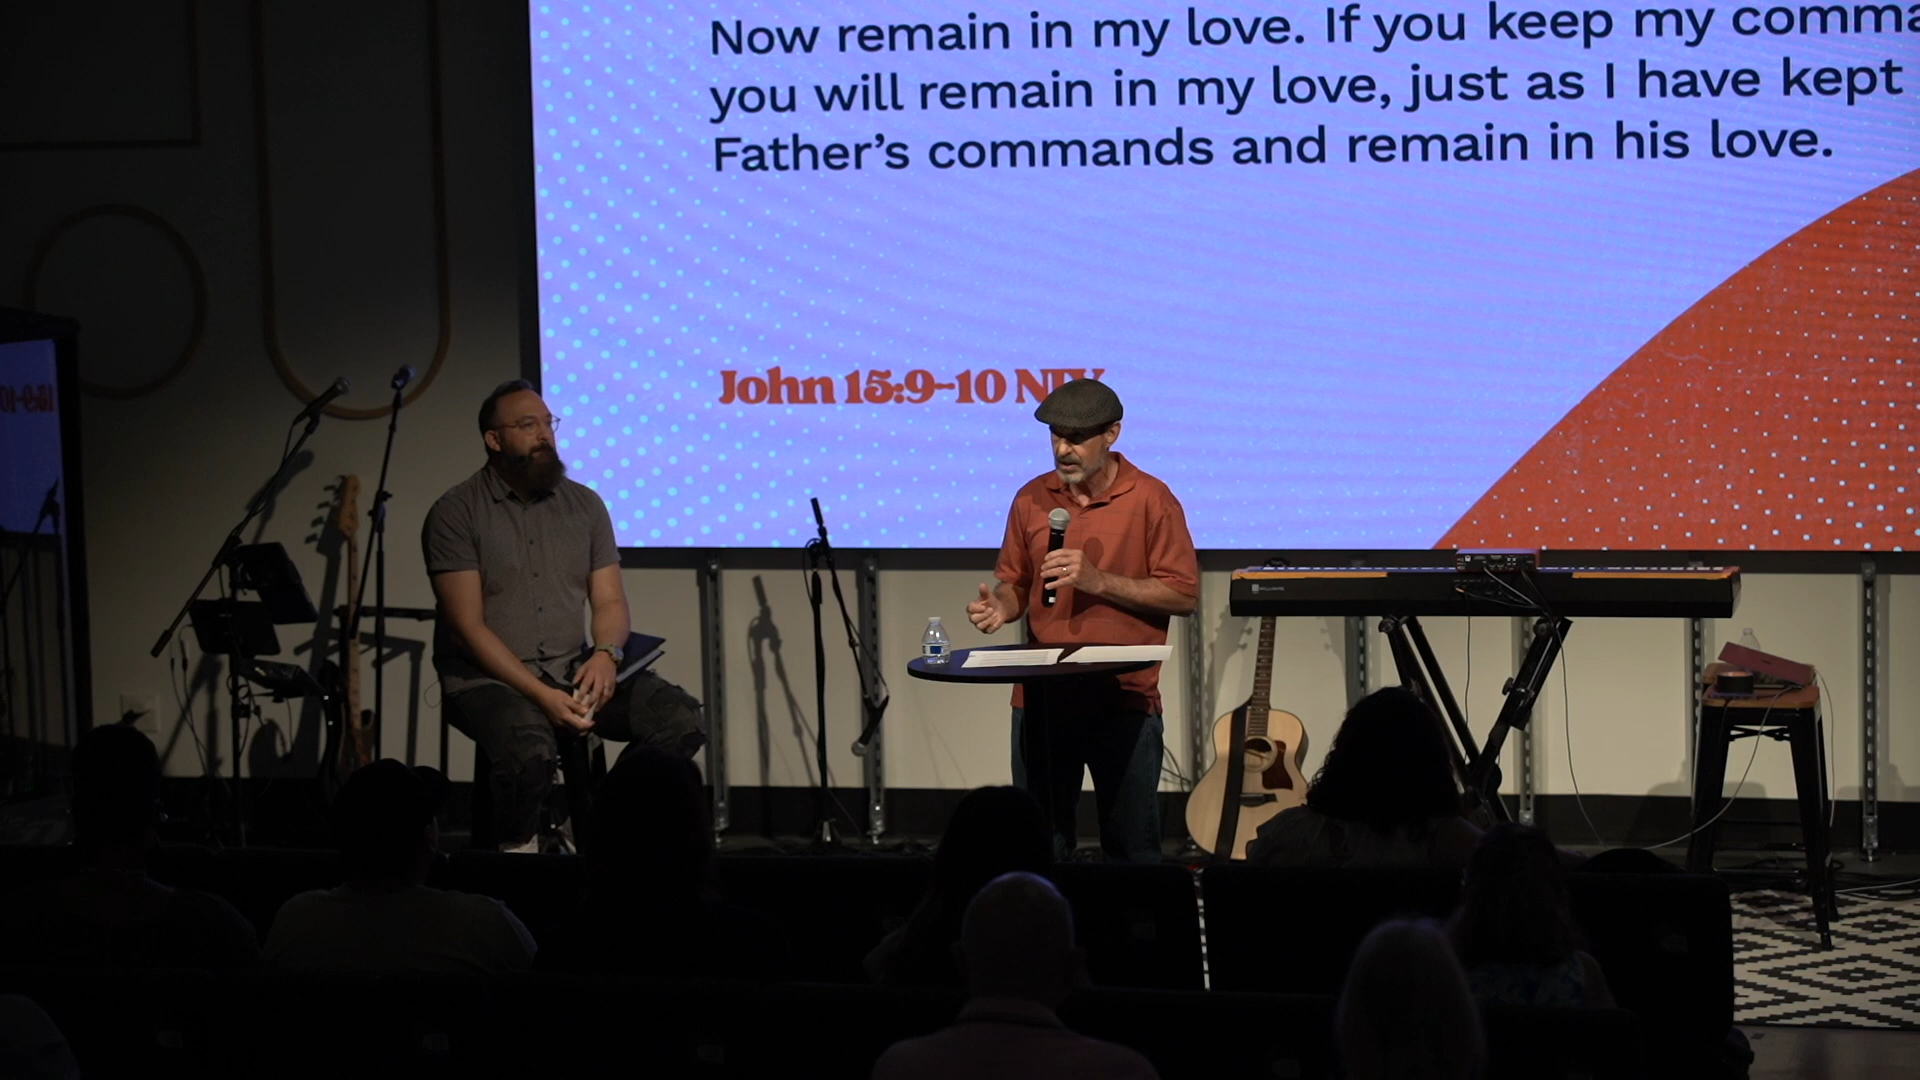 Now remain in my love. If you keep my comma
you will remain in my love, just as I have kept
Father's commands and remain in his love.
John 15:9-10 NIV